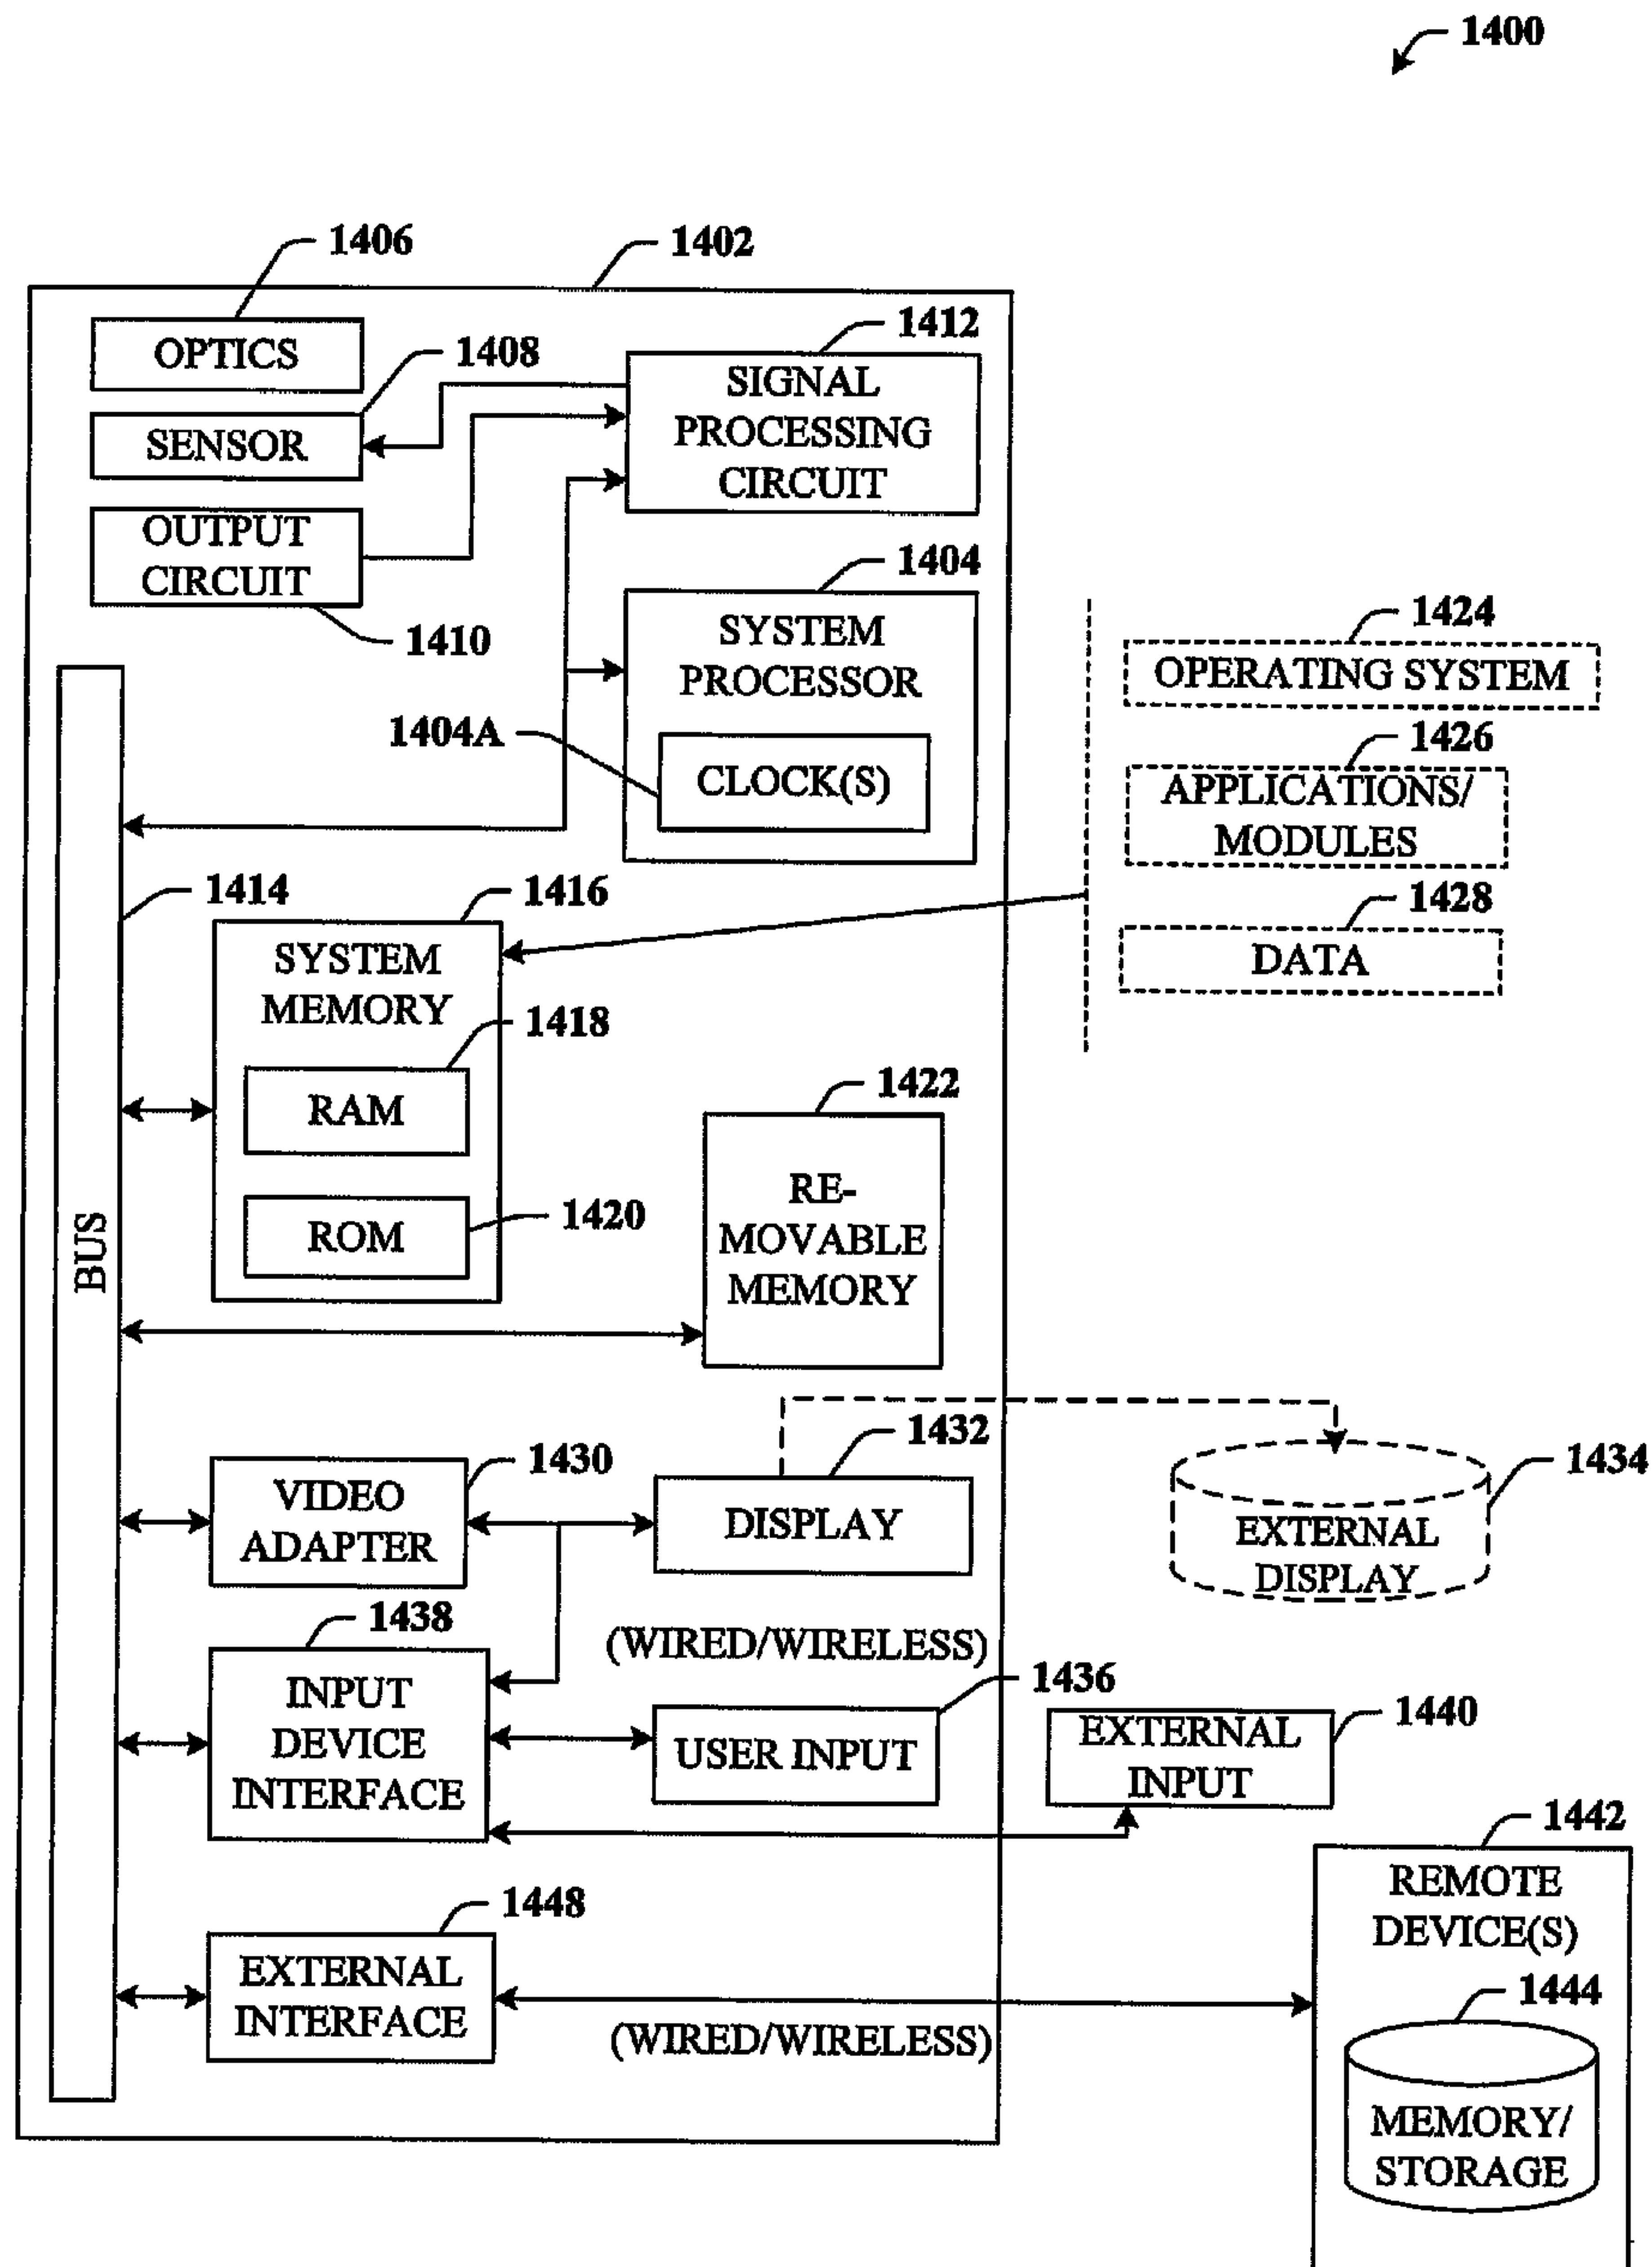 1400
1406
1402
OPTICS
1408
1412
SENSOR
SIGNAL
PROCESSING
CIRCUIT
OUTPUT
CIRCUIT
1410
1404
SYSTEM
PROCESSOR
1404A
CLOCK(S)
1424
OPERATING SYSTEM
1426
APPLICATIONS/
MODULES
1428
DATA
BUS
1414
1416
SYSTEM
MEMORY
1418
RAM
1420
ROM
1422
RE-
MOVABLE
MEMORY
1430
VIDEO
ADAPTER
1432
DISPLAY
1434
EXTERNAL
DISPLAY
(WIRED/WIRELESS)
1438
INPUT
DEVICE
INTERFACE
1436
USER INPUT
1440
EXTERNAL
INPUT
1442
REMOTE
DEVICE(S)
1448
EXTERNAL
INTERFACE
(WIRED/WIRELESS)
1444
MEMORY/
STORAGE